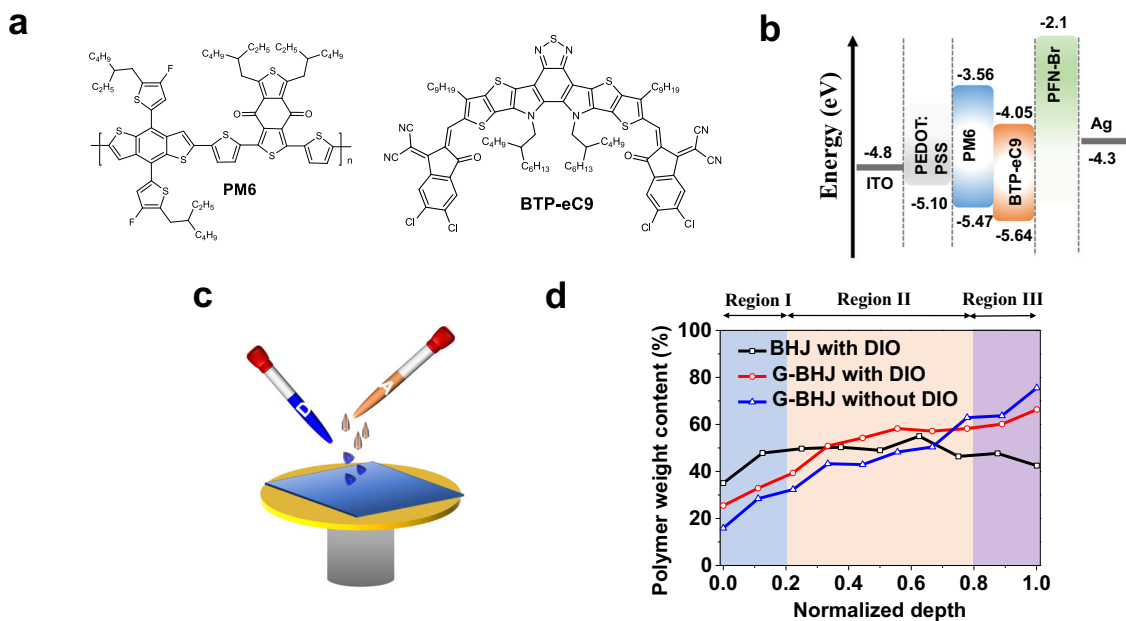 a
C₂H₅
C₄H₉
C₄H₉
C₂H₅
C₂H₅
C₄H₉
F
S
S
S
O
O
S
S
S
S
S
n
S
F
C₂H₅
C₄H₉
PM6
S
N
N
C₉H₁₉
S
S
C₉H₁₉
S
N
N
S
CN
CN
NC
C₄H₉
C₄H₉
CN
O
O
C₆H₁₃
C₆H₁₃
Cl
Cl
Cl
Cl
BTP-eC9
b
Energy (eV)
-2.1
-3.56
-4.05
-4.8
ITO
PEDOT:
PSS
-5.10
PM6
-5.47
BTP-eC9
-5.64
PFN-Br
Ag
-4.3
c
D
A
d
Region I
Region II
Region III
Polymer weight content (%)
100
80
60
40
20
0
BHJ with DIO
G-BHJ with DIO
G-BHJ without DIO
0.0
0.2
0.4
0.6
0.8
1.0
Normalized depth